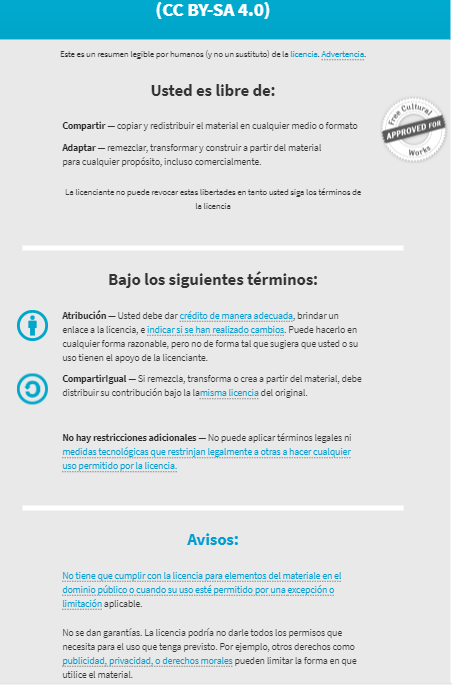 (CC BY-SA 4.0)
Este es un resumen legible por humanos (y no un sustituto) de la licencia. Advertencia.
Usted es libre de:
Compartir — copiar y redistribuir el material en cualquier medio o formato
Free Cultural
APPROVED FOR
Works
Adaptar — remezclar, transformar y construir a partir del material
para cualquier propósito, incluso comercialmente.
La licenciante no puede revocar estas libertades en tanto usted siga los términos de
la licencia
Bajo los siguientes términos:
Atribución — Usted debe dar crédito de manera adecuada, brindar un
enlace a la licencia, e indicar si se han realizado cambios. Puede hacerlo en
cualquier forma razonable, pero no de forma tal que sugiera que usted o su
uso tienen el apoyo de la licenciante.
CompartirIgual — Si remezcla, transforma o crea a partir del material, debe
distribuir su contribución bajo la lamisma licencia del original.
No hay restricciones adicionales — No puede aplicar términos legales ni
medidas tecnológicas que restrinjan legalmente a otras a hacer cualquier
uso permitido por la licencia.
Avisos:
No tiene que cumplir con la licencia para elementos del materiale en el
dominio público o cuando su uso esté permitido por una excepción o
limitación aplicable.
No se dan garantías. La licencia podría no darle todos los permisos que
necesita para el uso que tenga previsto. Por ejemplo, otros derechos como
publicidad, privacidad, o derechos morales pueden limitar la forma en que
utilice el material.